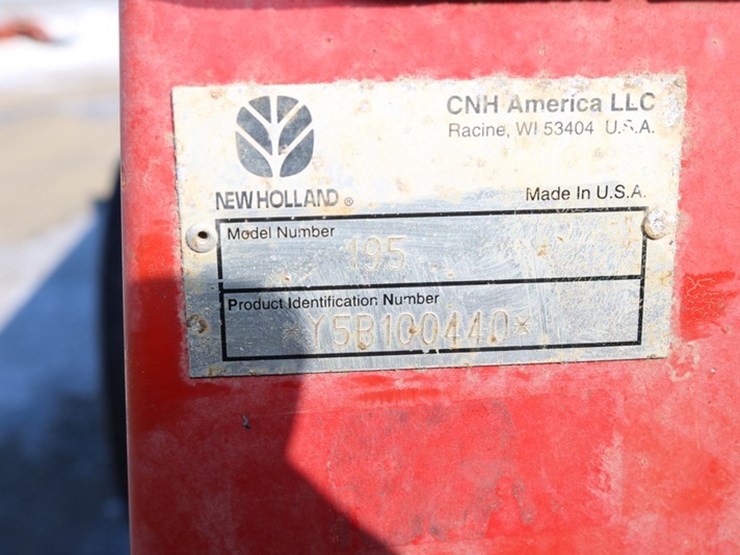 CNH America LLC
Racine, WI 53404 U.S.A.
NEW HOLLAND ®
Made In U.S.A.
Model Number
195
Product Identification Number
*Y5B100440*